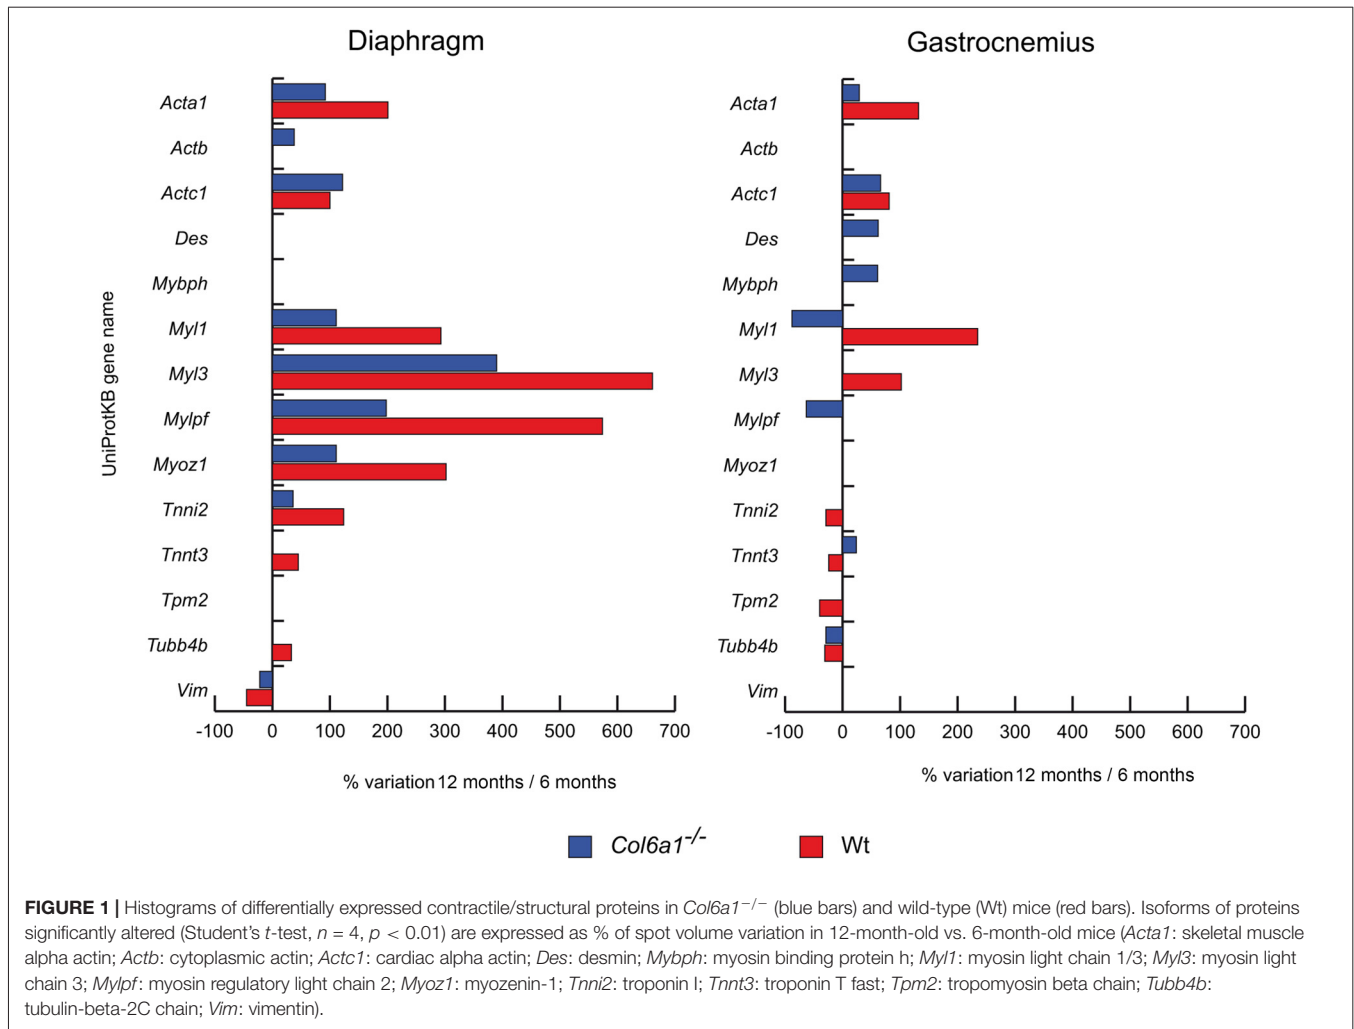 Diaphragm
Gastrocnemius
UniProtKB gene name
Acta1
Actb
Actc1
Des
Mybph
Myl1
Myl3
Mylpf
Myoz1
Tnni2
Tnnt3
Tpm2
Tubb4b
Vim
-100 0 100 200 300 400 500 600 700
% variation 12 months / 6 months
Acta1
Actb
Actc1
Des
Mybph
Myl1
Myl3
Mylpf
Myoz1
Tnni2
Tnnt3
Tpm2
Tubb4b
Vim
-100 0 100 200 300 400 500 600 700
% variation 12 months / 6 months
Col6a1-/- Wt
FIGURE 1 | Histograms of differentially expressed contractile/structural proteins in Col6a1−/− (blue bars) and wild-type (Wt) mice (red bars). Isoforms of proteins
significantly altered (Student's t-test, n = 4, p < 0.01) are expressed as % of spot volume variation in 12-month-old vs. 6-month-old mice (Acta1: skeletal muscle
alpha actin; Actb: cytoplasmic actin; Actc1: cardiac alpha actin; Des: desmin; Mybph: myosin binding protein h; Myl1: myosin light chain 1/3; Myl3: myosin light
chain 3; Mylpf: myosin regulatory light chain 2; Myoz1: myozenin-1; Tnni2: troponin I; Tnnt3: troponin T fast; Tpm2: tropomyosin beta chain; Tubb4b:
tubulin-beta-2C chain; Vim: vimentin).